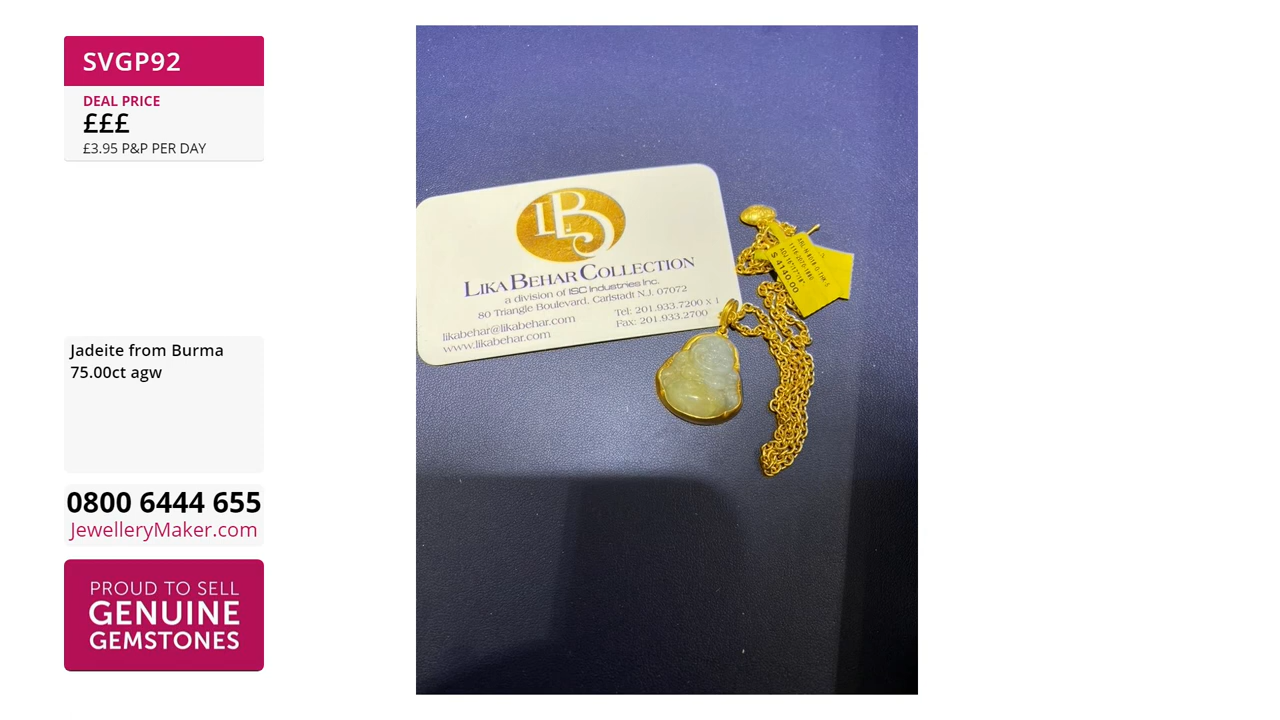 SVGP92
DEAL PRICE
£££
£3.95 P&P PER DAY
Jadeite from Burma
75.00ct agw
0800 6444 655
JewelleryMaker.com
PROUD TO SELL
GENUINE
GEMSTONES
LB
LIKA BEHAR COLLECTION
a division of ISC Industries Inc.
80 Triangle Boulevard, Carlstadt N.J. 07072
likabehar@likabehar.com
www.likabehar.com
Tel: 201.933.7200 x 1
Fax: 201.933.2700
$ 4140.00